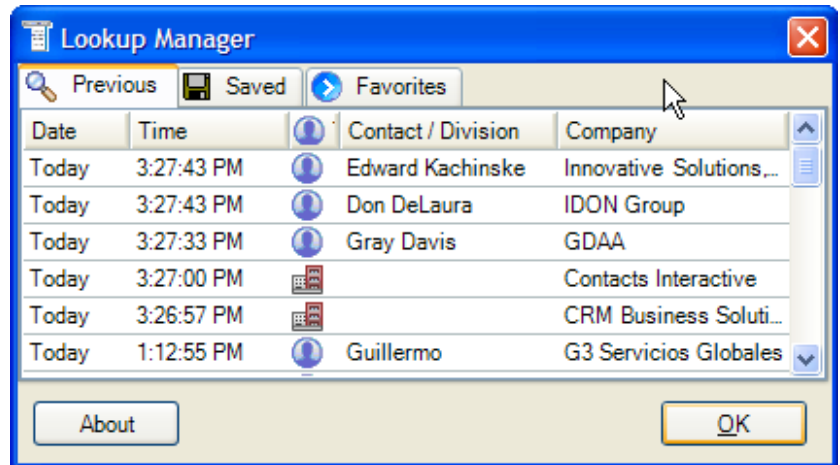 Lookup Manager
Previous Saved Favorites
Date Time Contact / Division Company
Today 3:27:43 PM Edward Kachinske Innovative Solutions,...
Today 3:27:43 PM Don DeLaura IDON Group
Today 3:27:33 PM Gray Davis GDAA
Today 3:27:00 PM Contacts Interactive
Today 3:26:57 PM CRM Business Soluti...
Today 1:12:55 PM Guillermo G3 Servicios Globales
About OK